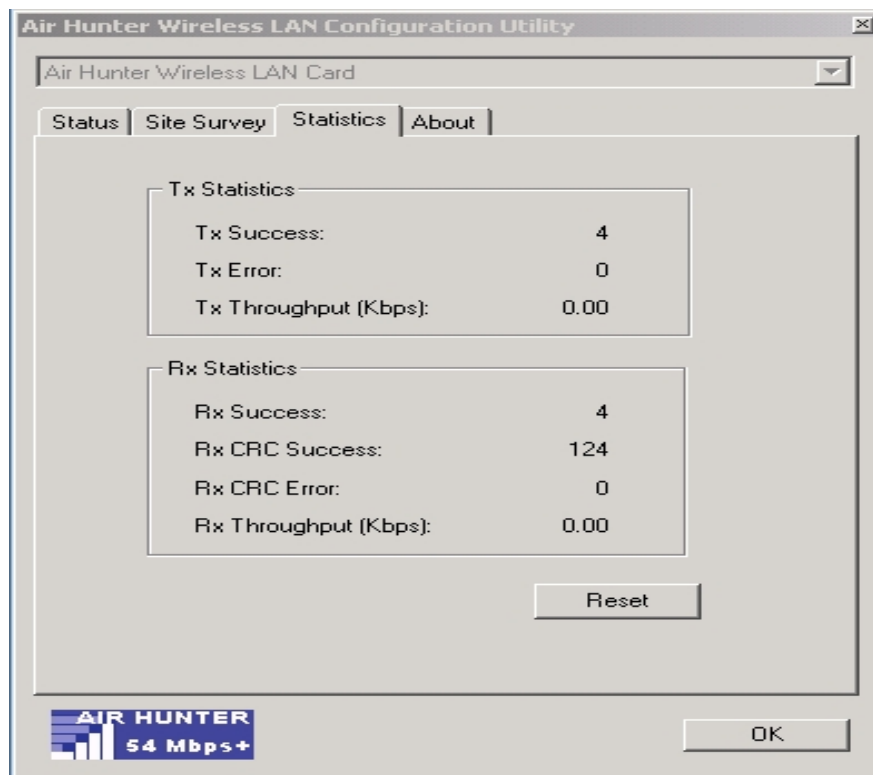 Air Hunter Wireless LAN Configuration Utility
Air Hunter Wireless LAN Card
Status Site Survey Statistics About
Tx Statistics
Tx Success: 4
Tx Error: 0
Tx Throughput (Kbps): 0.00
Rx Statistics
Rx Success: 4
Rx CRC Success: 124
Rx CRC Error: 0
Rx Throughput (Kbps): 0.00
Reset
AIR HUNTER
54 Mbps+
OK